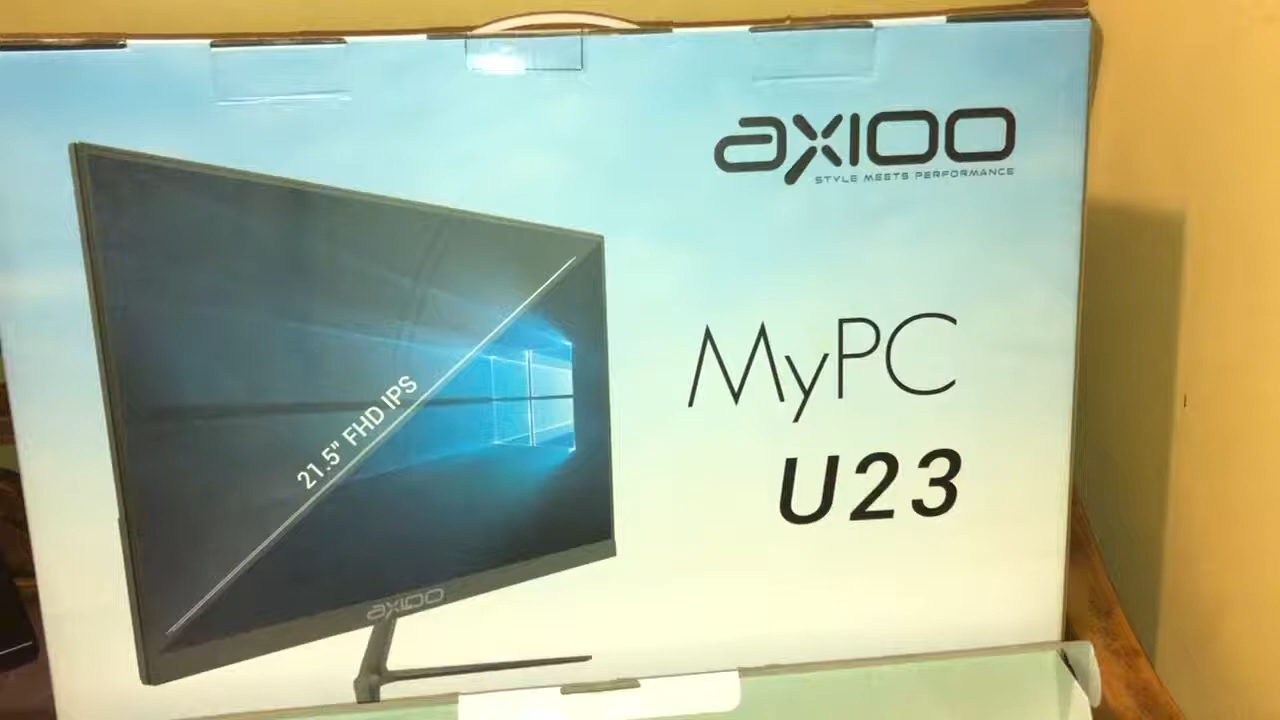 axioo
STYLE MEETS PERFORMANCE
MyPC
U23
21.5" FHD IPS
axioo